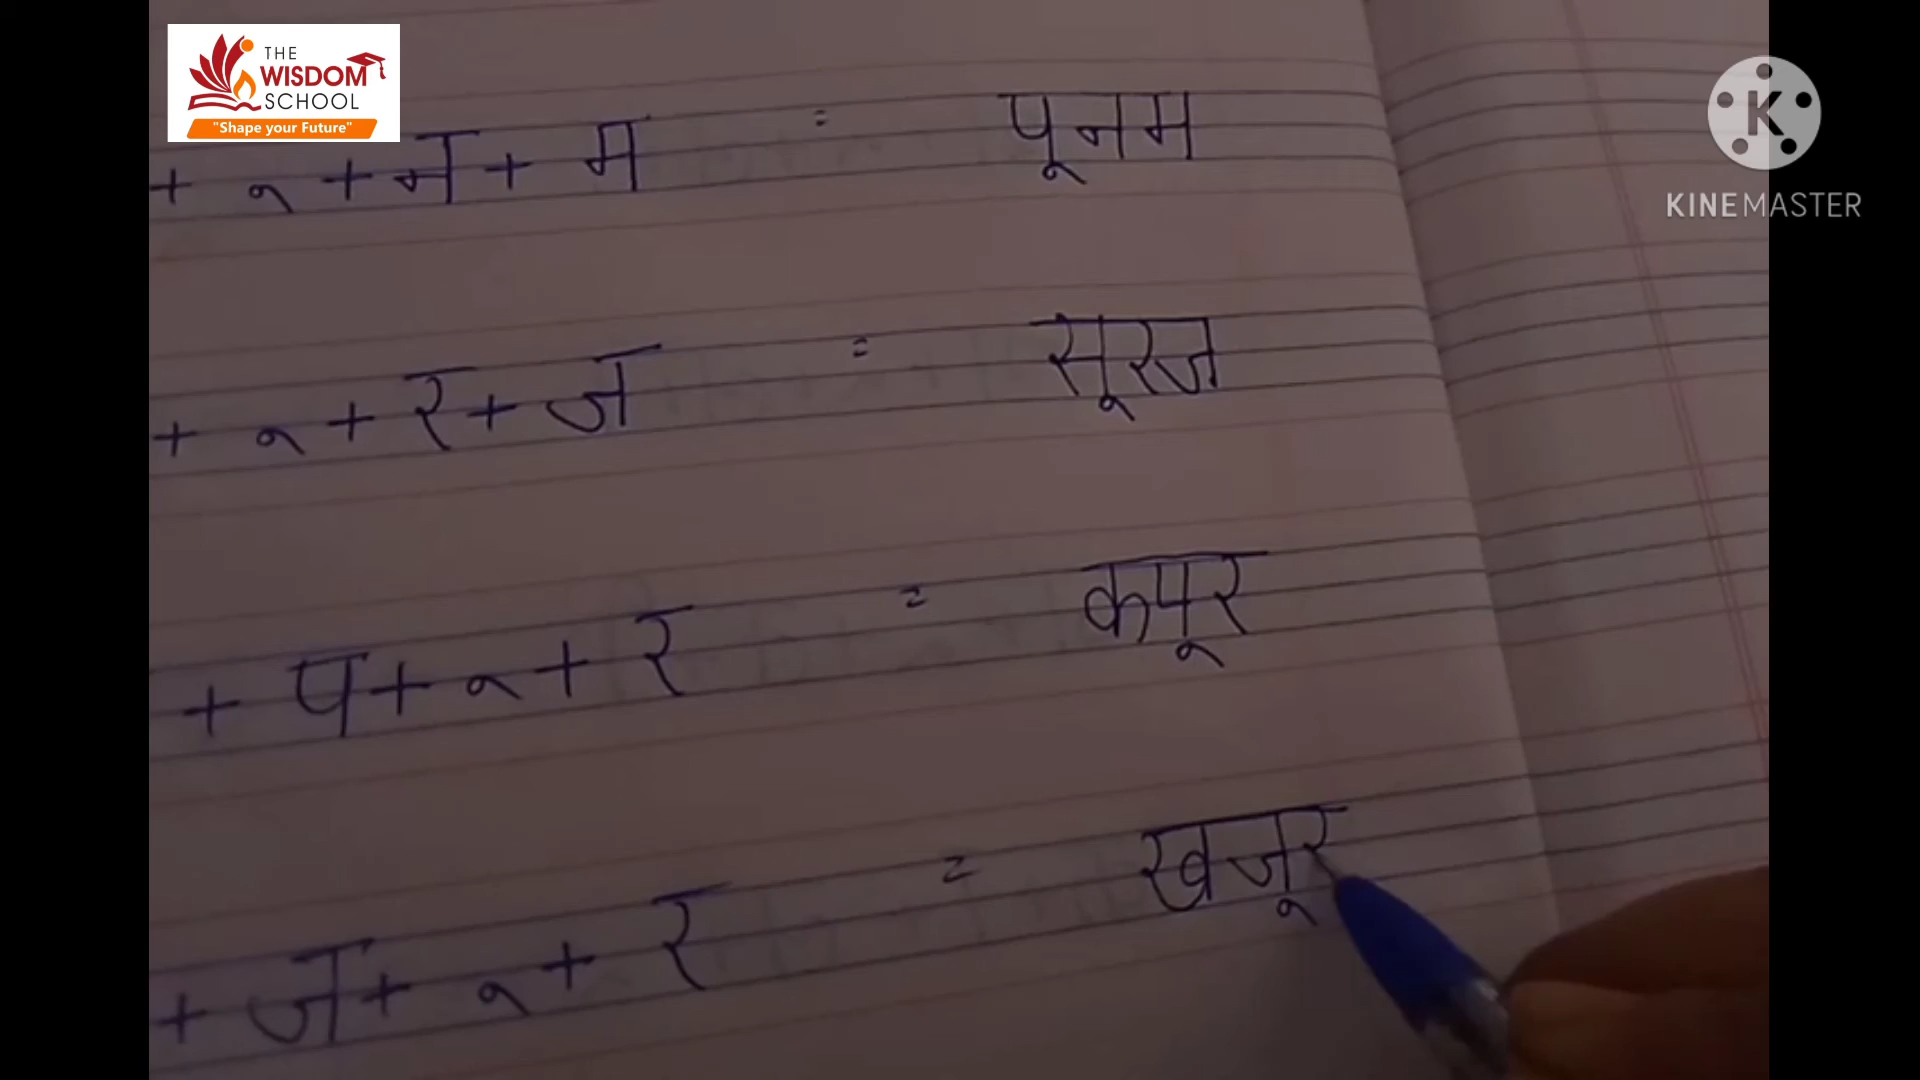 THE
WISDOM
SCHOOL
"Shape your Future"
K
KINEMASTER
+ ू + न + म = पूनम
+ ू + र + ज = सूरज
+ प + ू + र = कपूर
+ ज + ू + र = खजूर